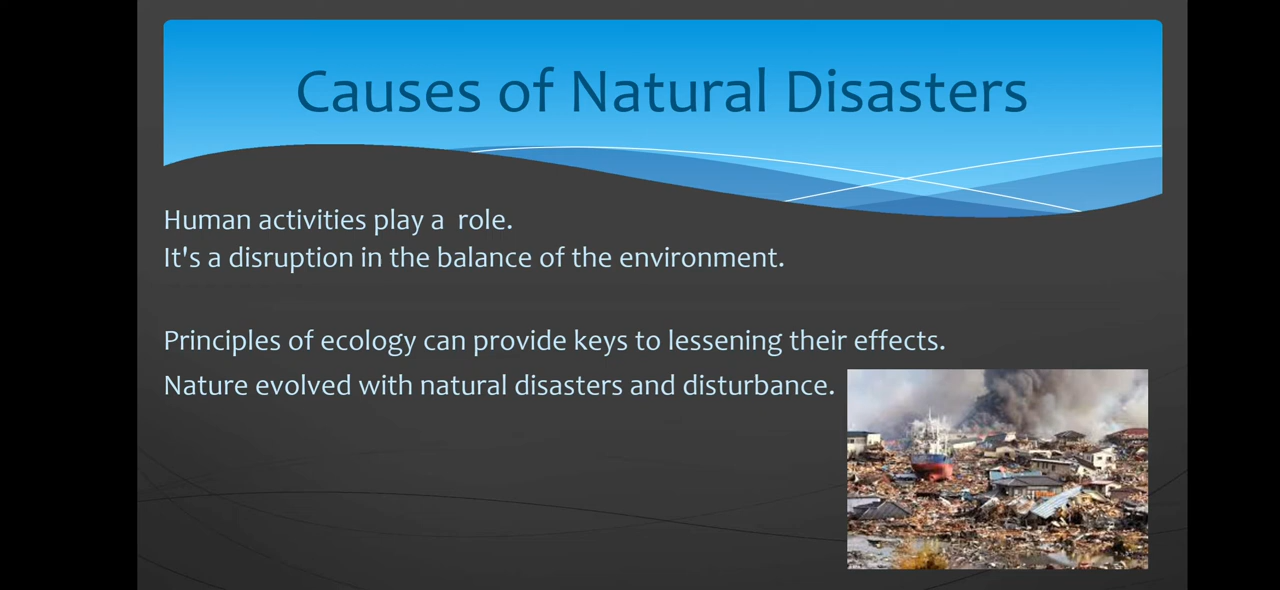 Causes of Natural Disasters
Human activities play a  role.
It's a disruption in the balance of the environment.
Principles of ecology can provide keys to lessening their effects.
Nature evolved with natural disasters and disturbance.